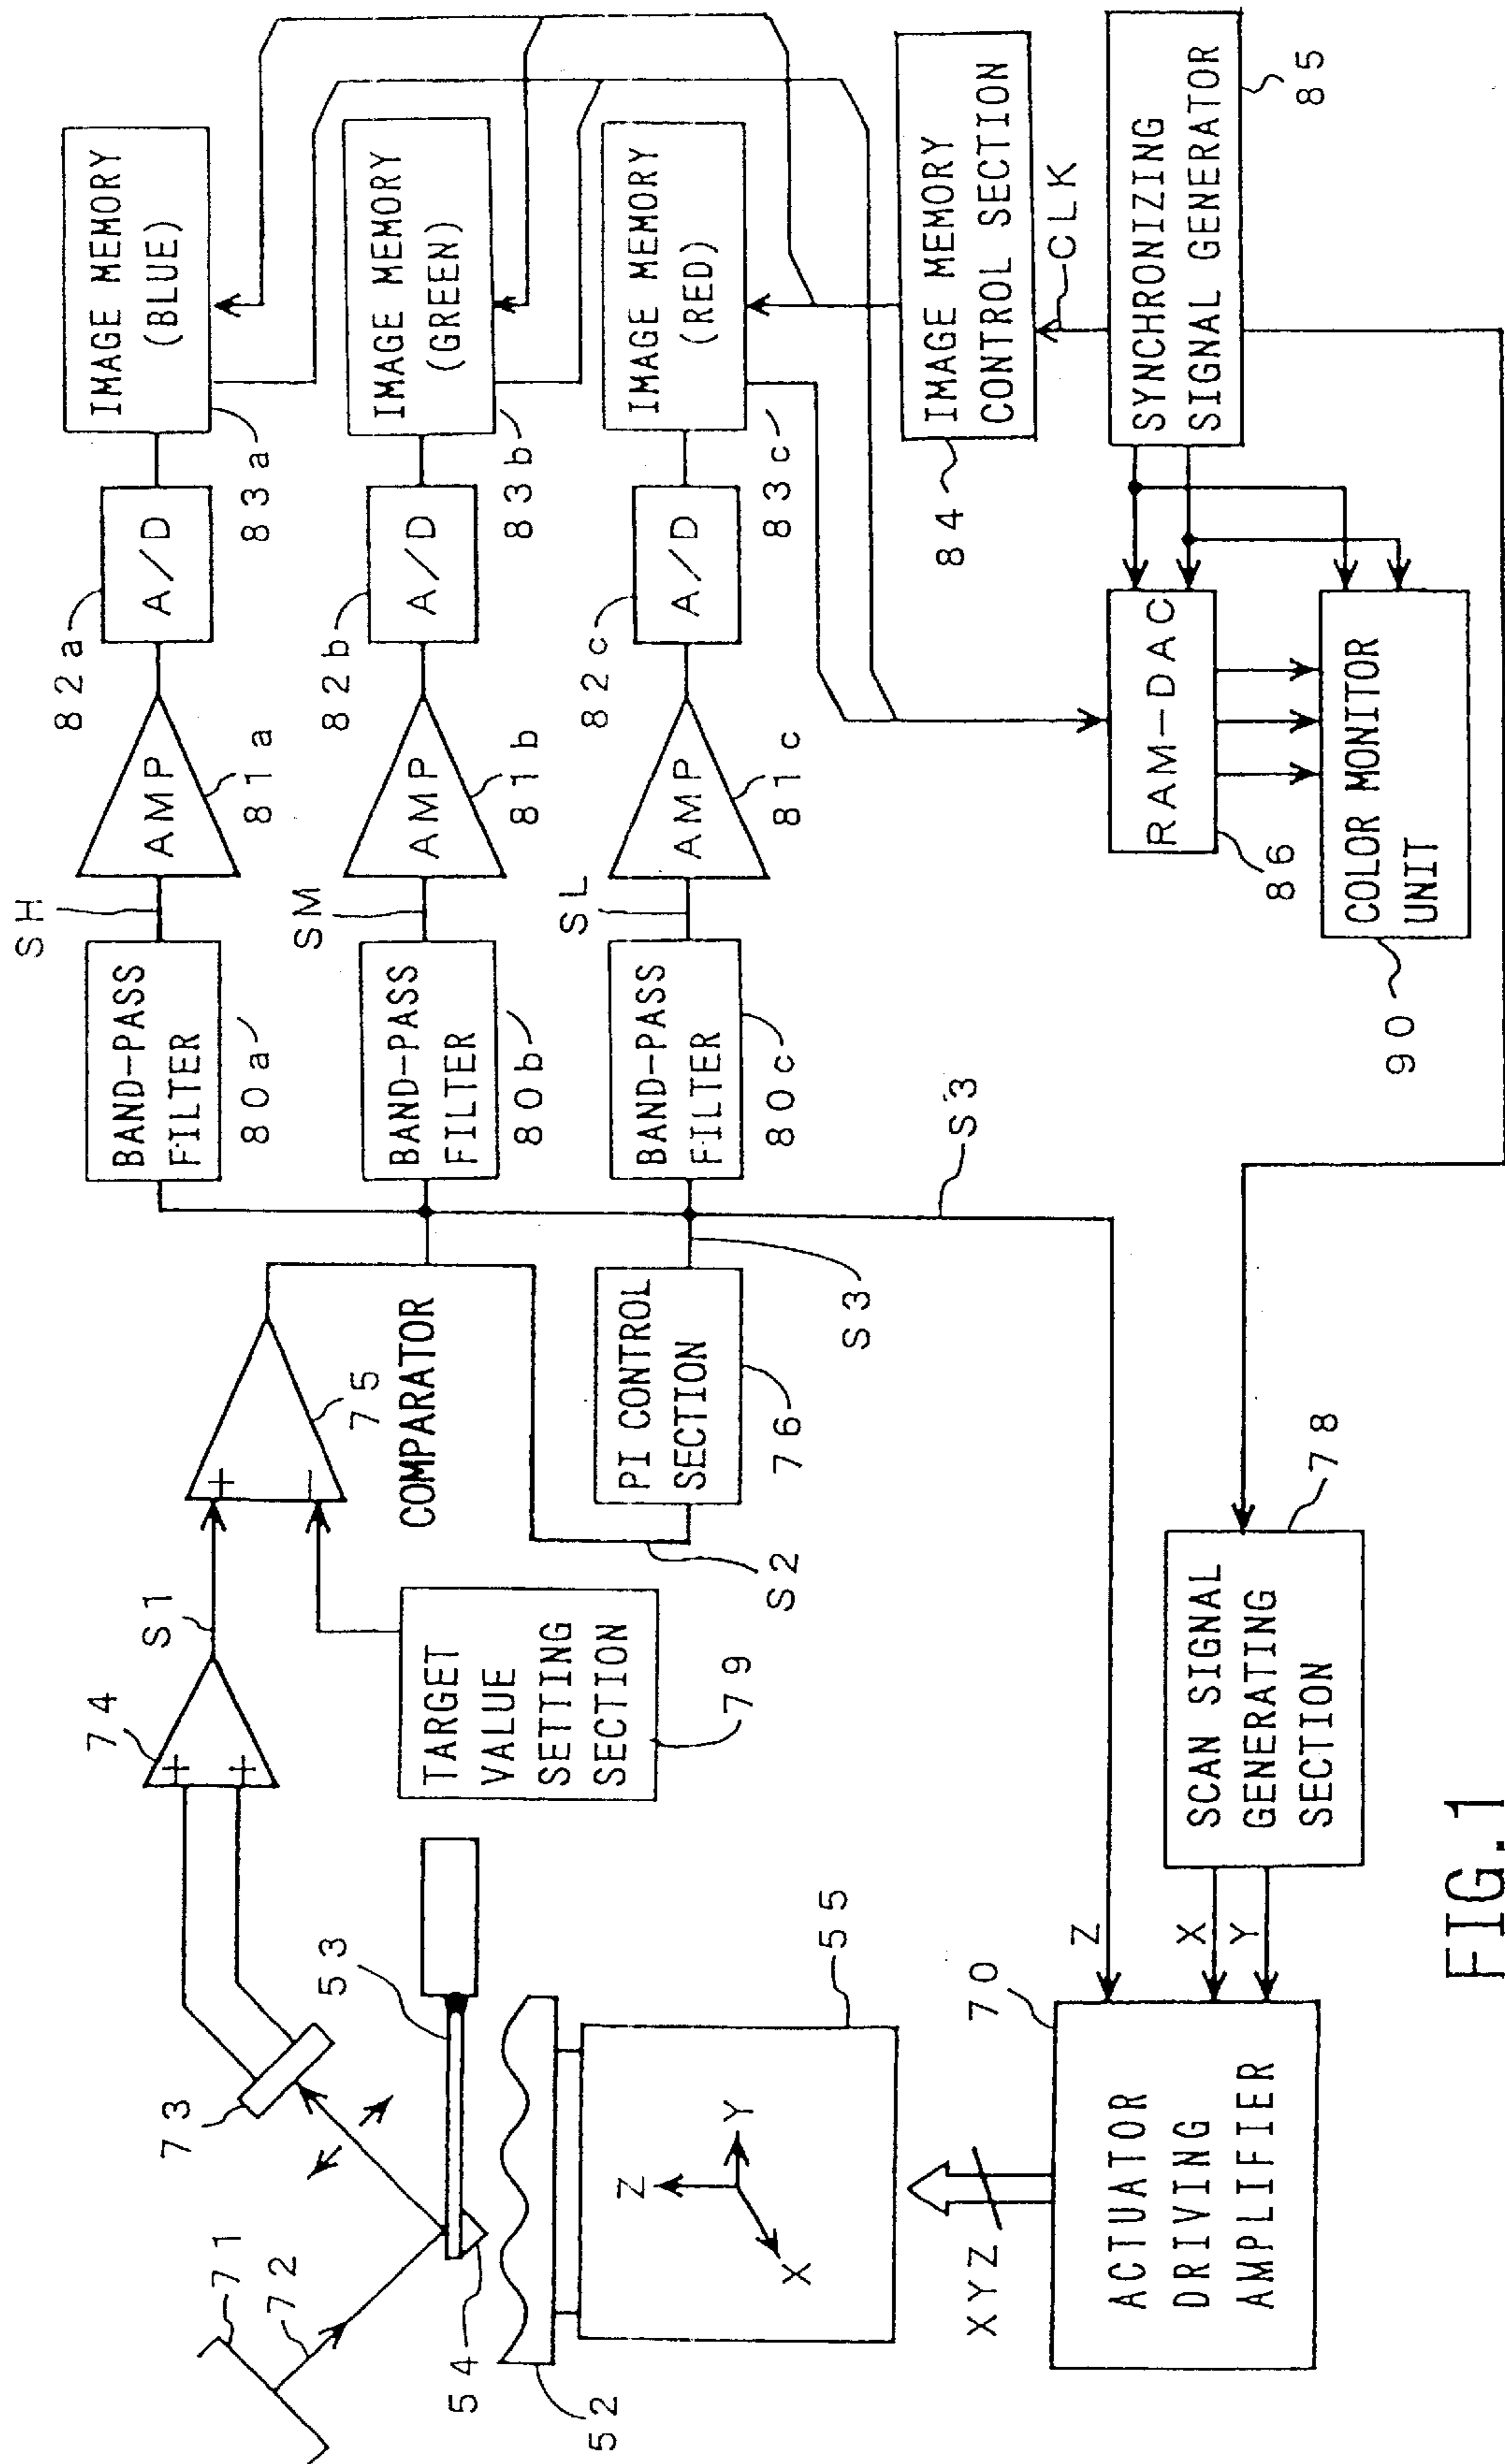 SH
SM
SL
BAND-PASS
FILTER
80a
BAND-PASS
FILTER
80b
BAND-PASS
FILTER
80c
AMP
81a
AMP
81b
AMP
81c
82a
A/D
82b
A/D
82c
A/D
IMAGE MEMORY
(BLUE)
83a
IMAGE MEMORY
(GREEN)
83b
IMAGE MEMORY
(RED)
83c
IMAGE MEMORY
CONTROL SECTION
84
CLK
SYNCHRONIZING
SIGNAL GENERATOR
85
RAM-DAC
86
COLOR MONITOR
UNIT
90
71
72
73
74
+
+
S1
+
-
75
COMPARATOR
TARGET
VALUE
SETTING
SECTION
79
S2
PI CONTROL
SECTION
76
S3
S3
53
54
52
55
Z
Y
X
XYZ
70
Z
X
Y
ACTUATOR
DRIVING
AMPLIFIER
SCAN SIGNAL
GENERATING
SECTION
78
FIG.1